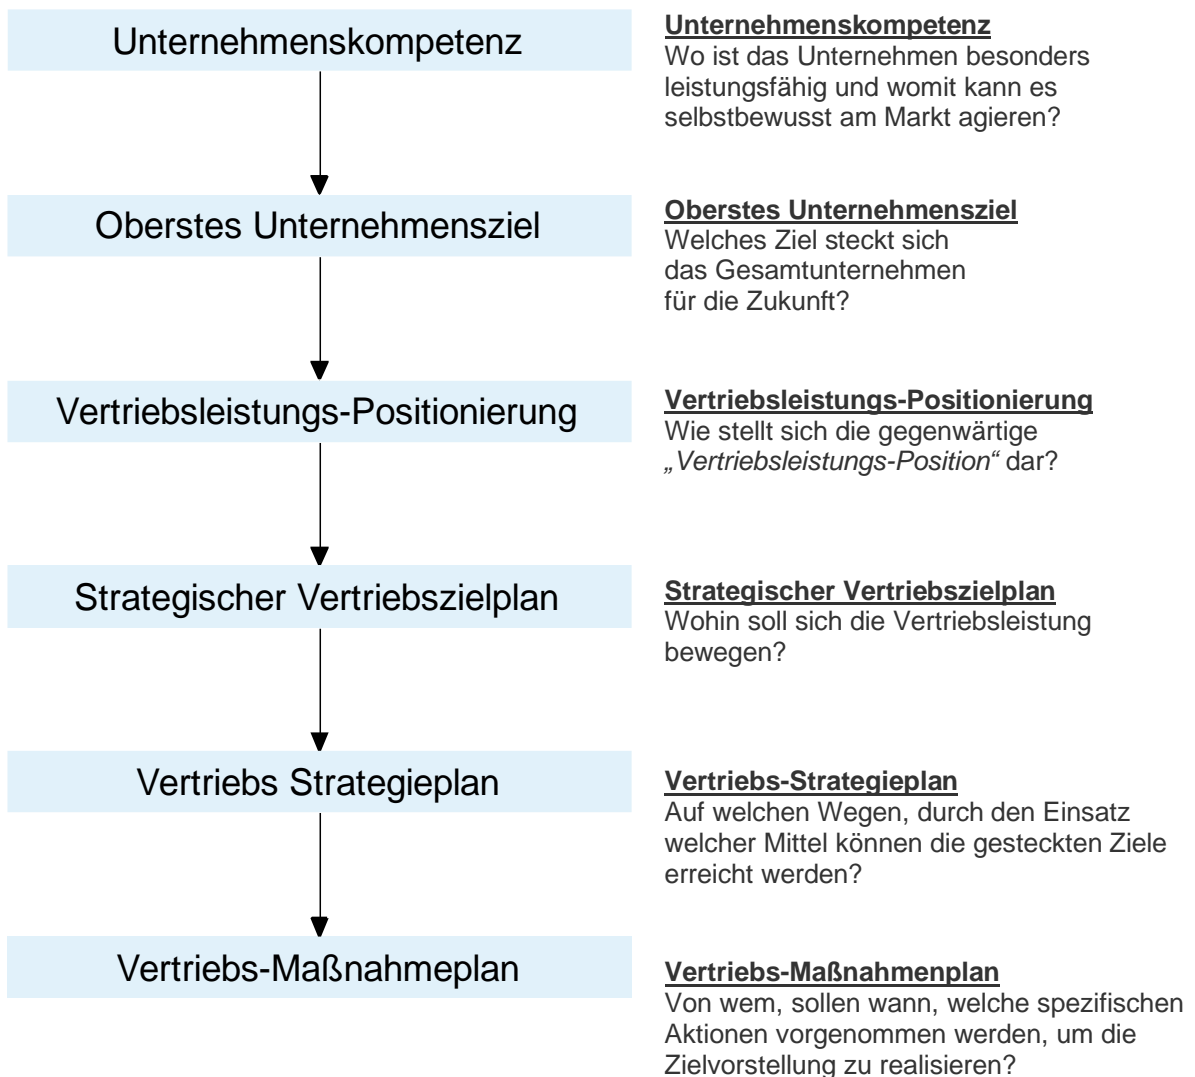 Unternehmenskompetenz
Unternehmenskompetenz
Wo ist das Unternehmen besonders
leistungsfähig und womit kann es
selbstbewusst am Markt agieren?
Oberstes Unternehmensziel
Oberstes Unternehmensziel
Welches Ziel steckt sich
das Gesamtunternehmen
für die Zukunft?
Vertriebsleistungs-Positionierung
Vertriebsleistungs-Positionierung
Wie stellt sich die gegenwärtige
„Vertriebsleistungs-Position“ dar?
Strategischer Vertriebszielplan
Strategischer Vertriebszielplan
Wohin soll sich die Vertriebsleistung
bewegen?
Vertriebs Strategieplan
Vertriebs-Strategieplan
Auf welchen Wegen, durch den Einsatz
welcher Mittel können die gesteckten Ziele
erreicht werden?
Vertriebs-Maßnahmeplan
Vertriebs-Maßnahmenplan
Von wem, sollen wann, welche spezifischen
Aktionen vorgenommen werden, um die
Zielvorstellung zu realisieren?